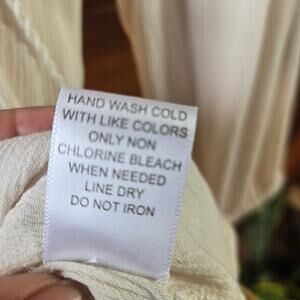 HAND WASH COLD
WITH LIKE COLORS
ONLY NON
CHLORINE BLEACH
WHEN NEEDED
LINE DRY
DO NOT IRON